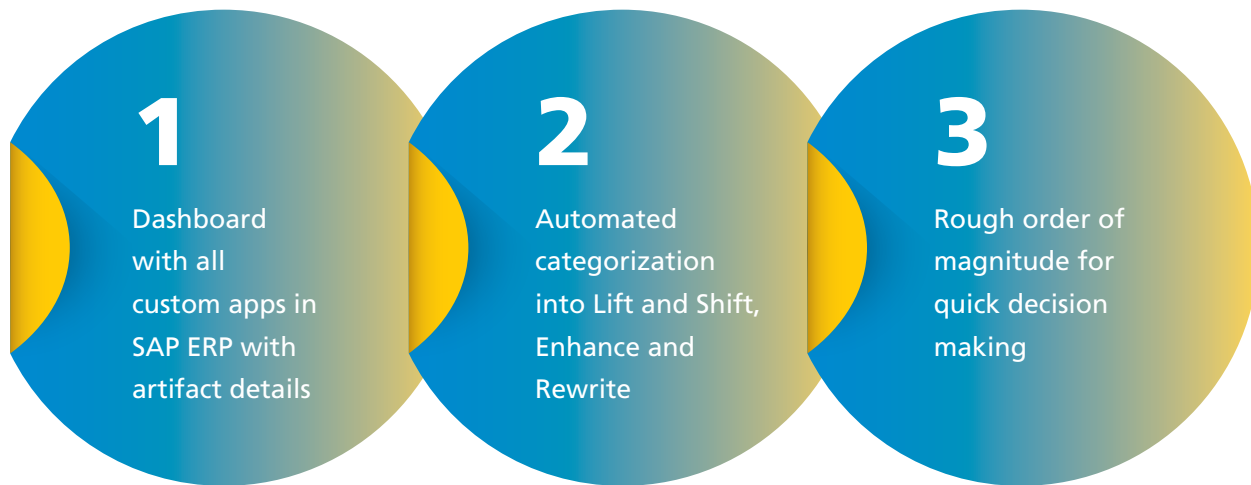 1
Dashboard
with all
custom apps in
SAP ERP with
artifact details
2
Automated
categorization
into Lift and Shift,
Enhance and
Rewrite
3
Rough order of
magnitude for
quick decision
making